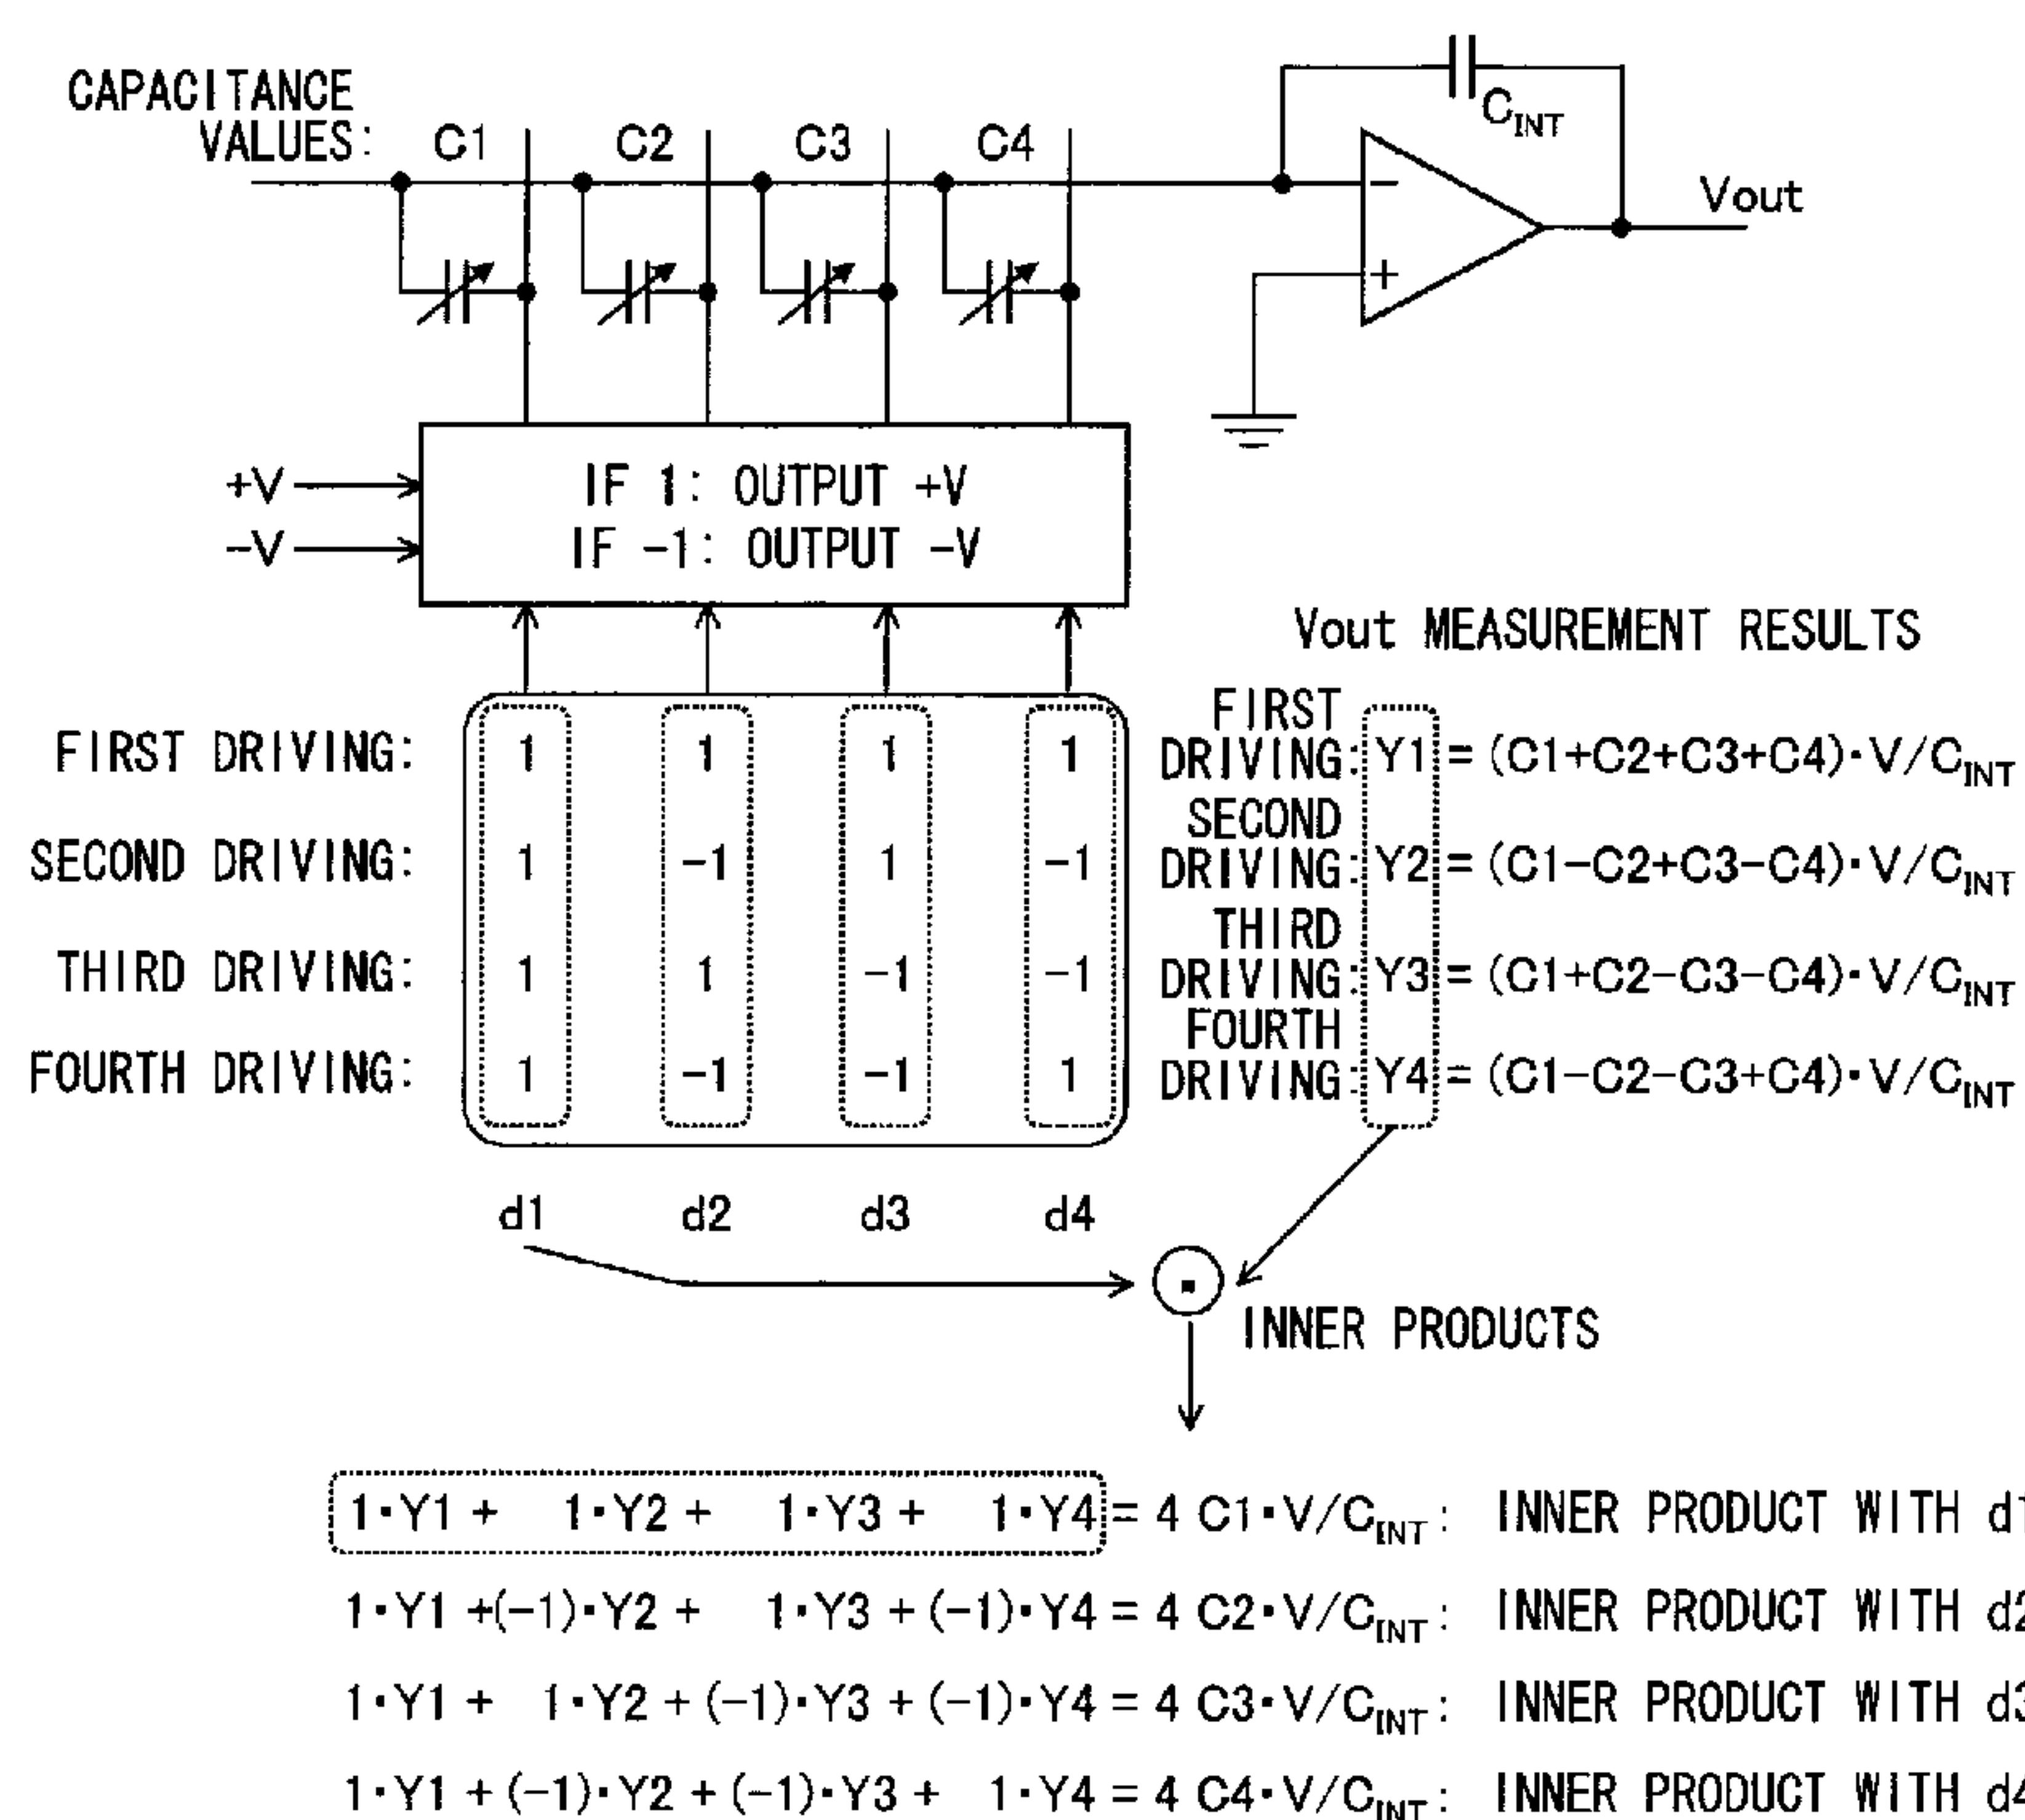 CAPACITANCE
VALUES: C1 C2 C3 C4
C_INT
− Vout
+
+V
−V
IF 1: OUTPUT +V
IF −1: OUTPUT −V
Vout MEASUREMENT RESULTS
FIRST DRIVING: 1 1 1 1
SECOND DRIVING: 1 −1 1 −1
THIRD DRIVING: 1 1 −1 −1
FOURTH DRIVING: 1 −1 −1 1
FIRST
DRIVING: Y1 = (C1+C2+C3+C4)·V/C_INT
SECOND
DRIVING: Y2 = (C1−C2+C3−C4)·V/C_INT
THIRD
DRIVING: Y3 = (C1+C2−C3−C4)·V/C_INT
FOURTH
DRIVING: Y4 = (C1−C2−C3+C4)·V/C_INT
d1 d2 d3 d4
INNER PRODUCTS
1·Y1 + 1·Y2 + 1·Y3 + 1·Y4 = 4 C1·V/C_INT: INNER PRODUCT WITH d1
1·Y1 +(−1)·Y2 + 1·Y3 + (−1)·Y4 = 4 C2·V/C_INT: INNER PRODUCT WITH d2
1·Y1 + 1·Y2 + (−1)·Y3 + (−1)·Y4 = 4 C3·V/C_INT: INNER PRODUCT WITH d3
1·Y1 + (−1)·Y2 + (−1)·Y3 + 1·Y4 = 4 C4·V/C_INT: INNER PRODUCT WITH d4